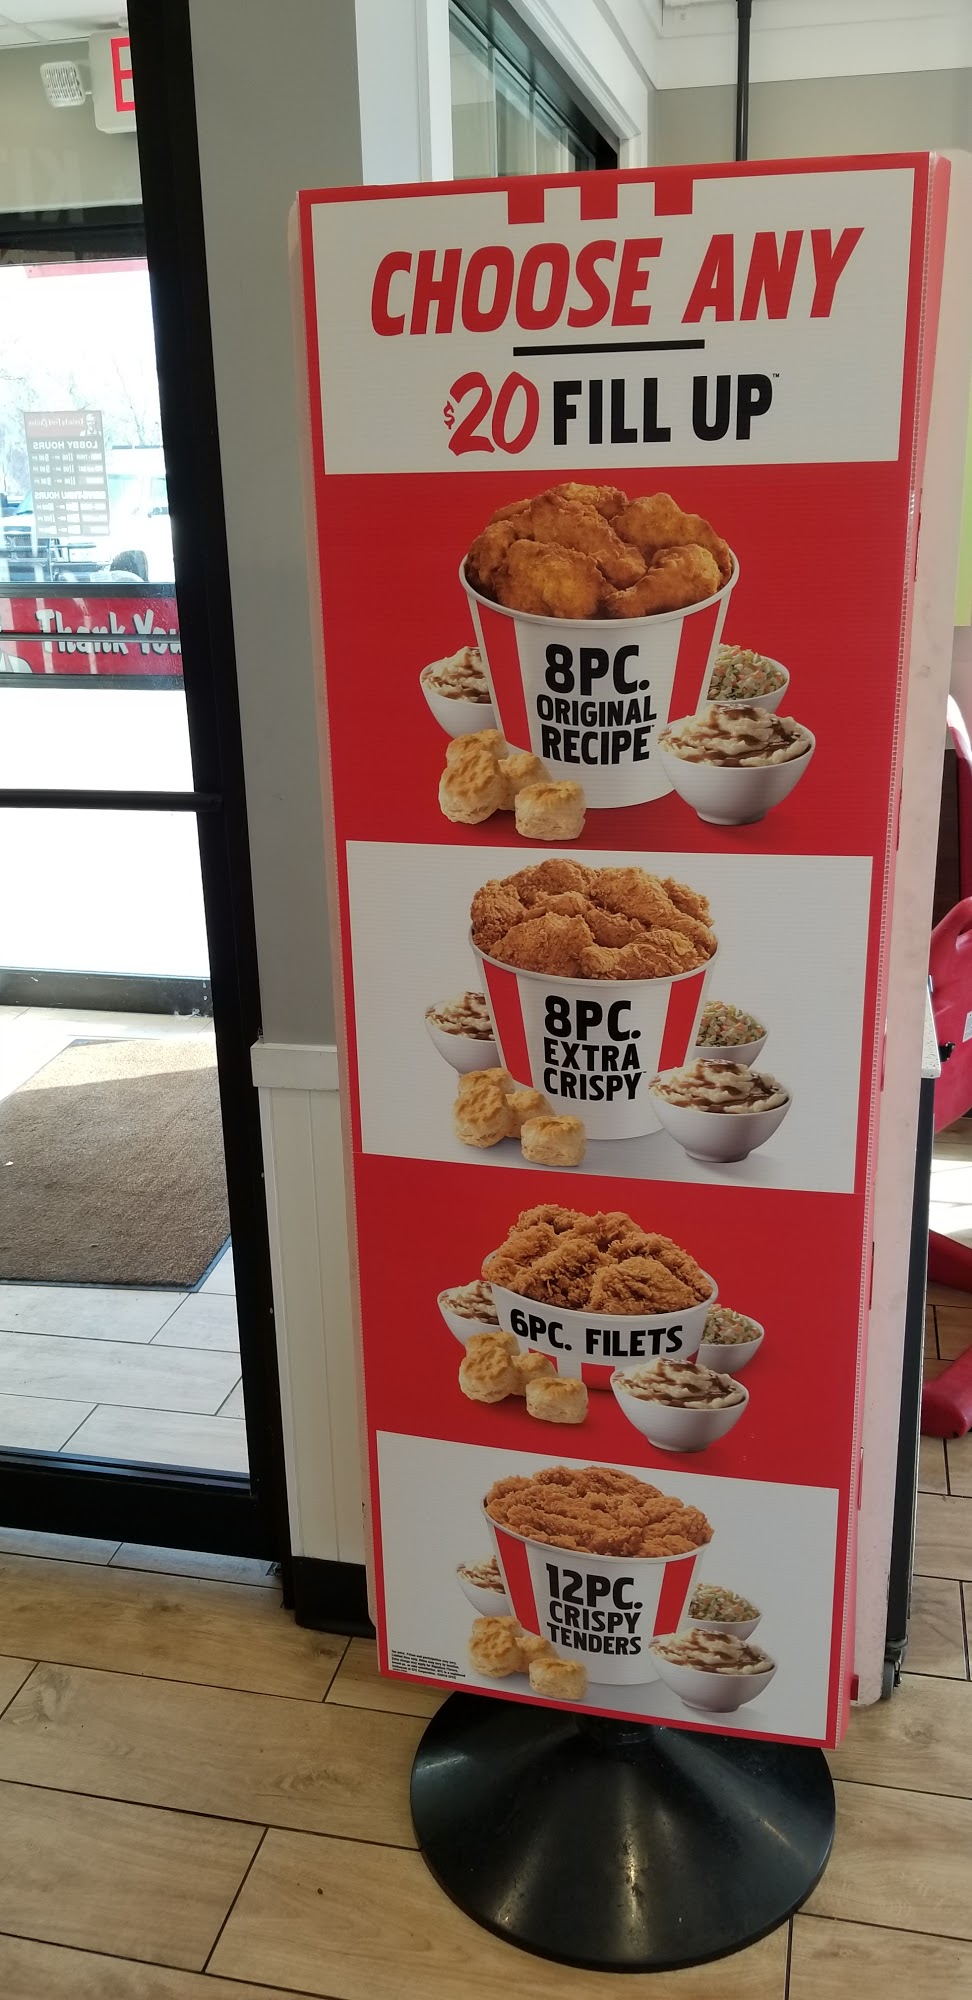 CHOOSE ANY
$20 FILL UP™
8PC.
ORIGINAL
RECIPE
8PC.
EXTRA
CRISPY
6PC. FILETS
12PC.
CRISPY
TENDERS
LOBBY HOURS
Thank You
E